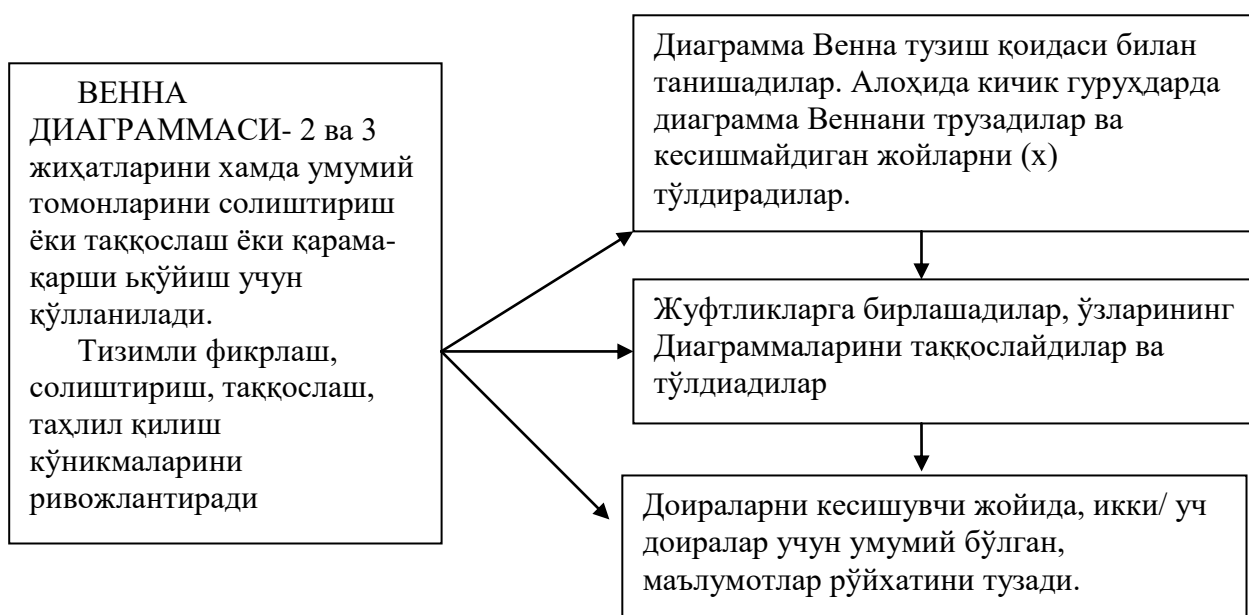 ВЕННА
ДИАГРАММАСИ- 2 ва 3
жиҳатларини хамда умумий
томонларини солиштириш
ёки таққослаш ёки қарама-
қарши ьқўйиш учун
қўлланилади.
Тизимли фикрлаш,
солиштириш, таққослаш,
таҳлил қилиш
кўникмаларини
ривожлантиради
Диаграмма Венна тузиш қоидаси билан
танишадилар. Алоҳида кичик гуруҳдарда
диаграмма Веннани трузадилар ва
кесишмайдиган жойларни (х)
тўлдирадилар.
Жуфтликларга бирлашадилар, ўзларининг
Диаграммаларини таққослайдилар ва
тўлдиадилар
Доираларни кесишувчи жойида, икки/ уч
доиралар учун умумий бўлган,
маълумотлар рўйхатини тузади.